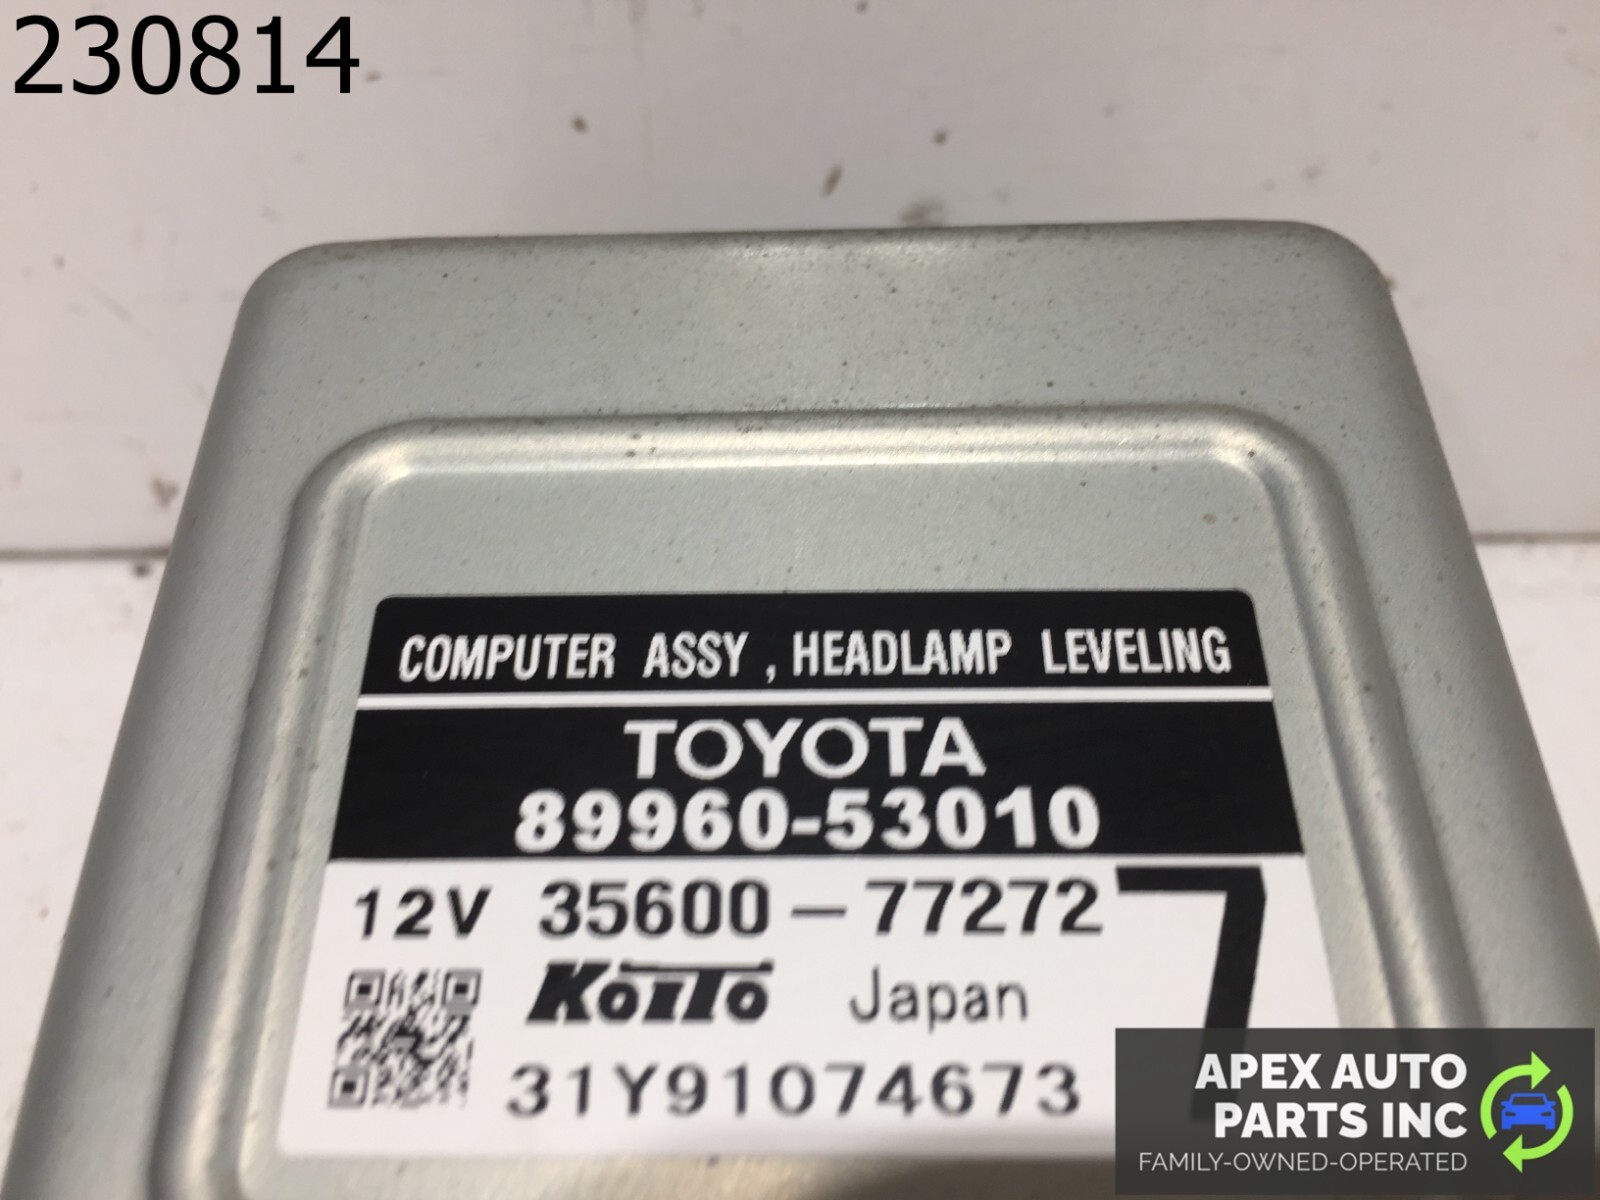 230814
COMPUTER ASSY, HEADLAMP LEVELING
TOYOTA
89960-53010
12V 35600-77272 7
KOITO Japan
31Y91074673
APEX AUTO
PARTS INC
FAMILY-OWNED-OPERATED